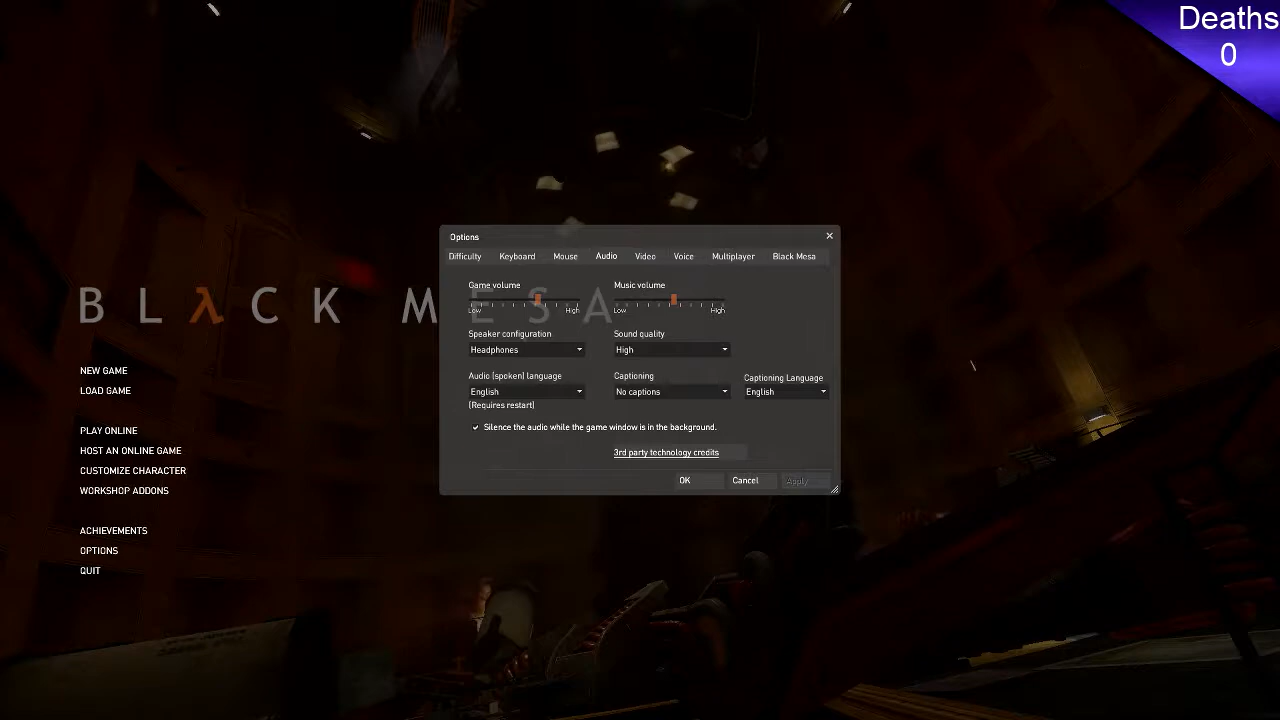 Deaths
0
Options
Difficulty Keyboard Mouse Audio Video Voice Multiplayer Black Mesa
Game volume Music volume
Low High Low High
BLλCK MESA
Speaker configuration Sound quality
Headphones High
Audio (spoken) language Captioning Captioning Language
English No captions English
(Requires restart)
Silence the audio while the game window is in the background.
3rd party technology credits
OK Cancel Apply
NEW GAME
LOAD GAME
PLAY ONLINE
HOST AN ONLINE GAME
CUSTOMIZE CHARACTER
WORKSHOP ADDONS
ACHIEVEMENTS
OPTIONS
QUIT